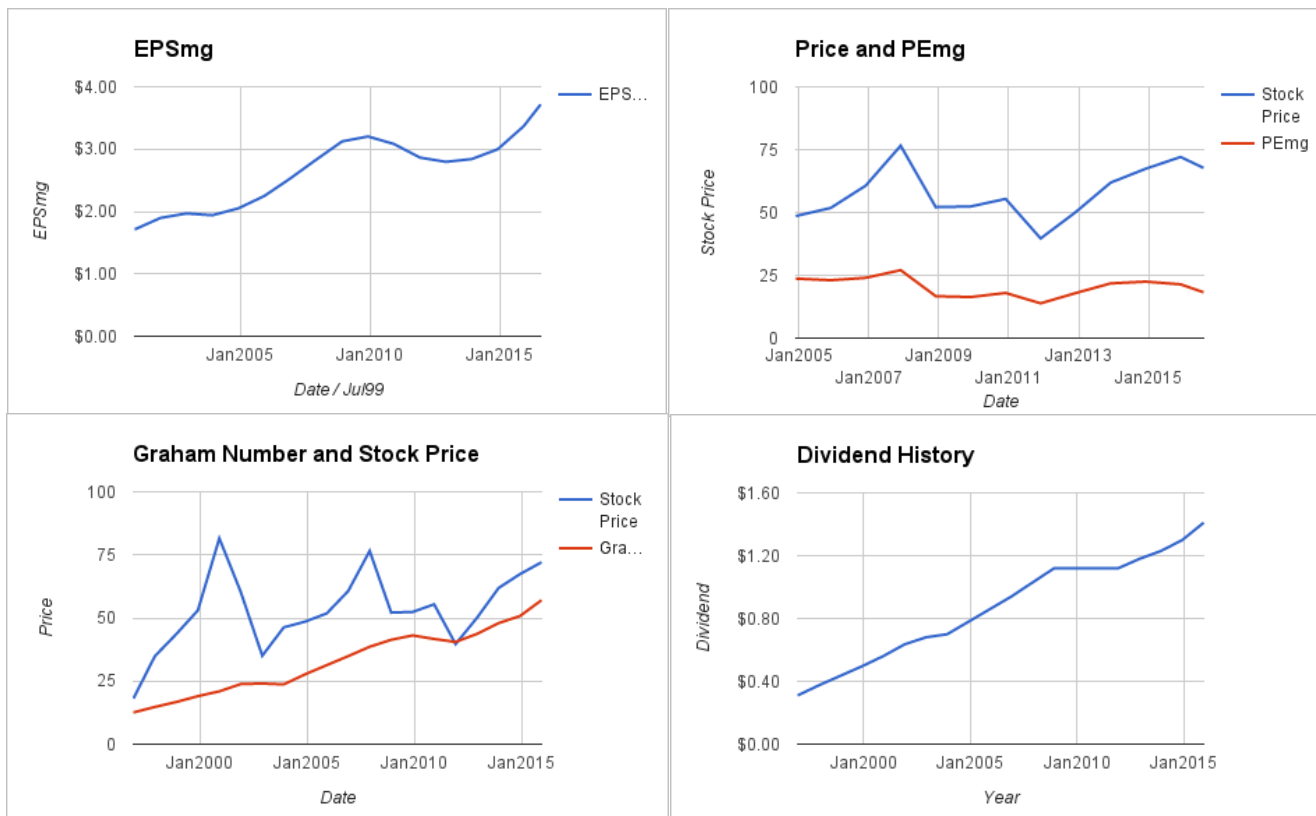 EPSmg
$4.00
$3.00
$2.00
$1.00
$0.00
EPSmg
Jan2005 Jan2010 Jan2015
Date / Jul99
EPS…
Price and PEmg
100
75
50
25
0
Stock Price
Jan2005 Jan2009 Jan2013
Jan2007 Jan2011 Jan2015
Date
Stock
Price
PEmg
Graham Number and Stock Price
100
75
50
25
0
Price
Jan2000 Jan2005 Jan2010 Jan2015
Date
Stock
Price
Gra…
Dividend History
$1.60
$1.20
$0.80
$0.40
$0.00
Dividend
Jan2000 Jan2005 Jan2010 Jan2015
Year